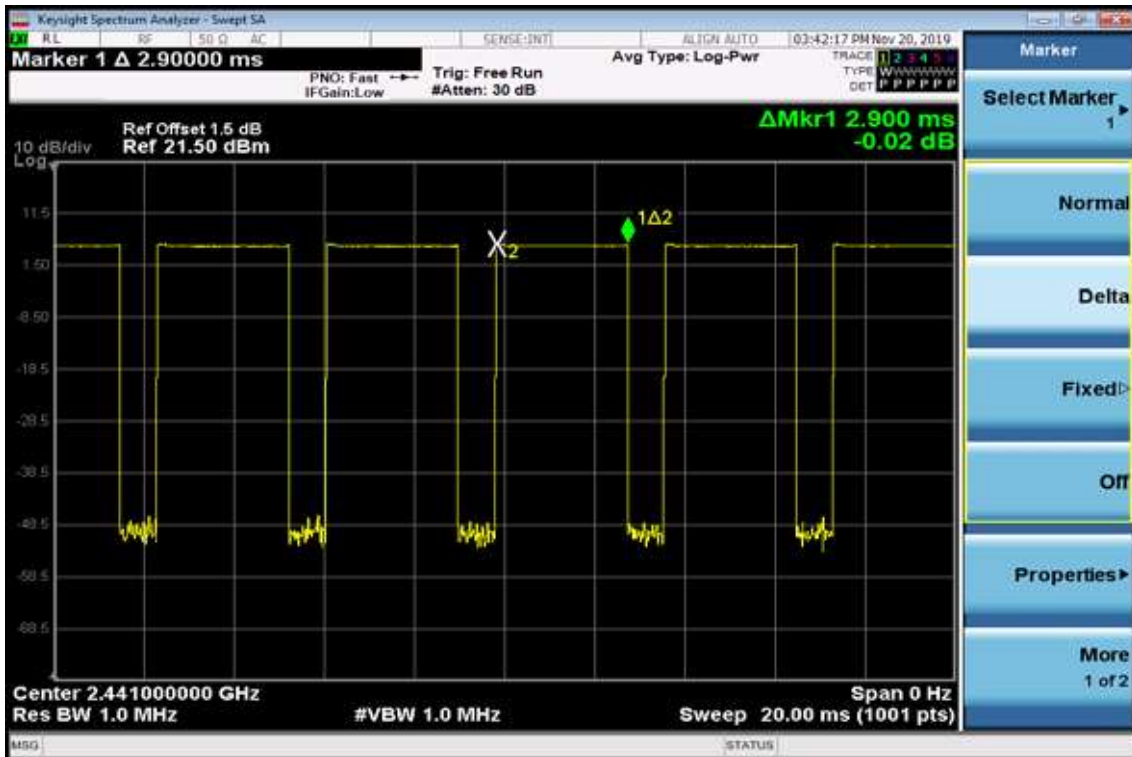 Keysight Spectrum Analyzer - Swept SA
LXI RL RF 50 Ω AC SENSE:INT ALIGN AUTO 03:42:17 PM Nov 20, 2019
Marker 1 Δ 2.90000 ms
PNO: Fast
IFGain:Low
Trig: Free Run
#Atten: 30 dB
Avg Type: Log-Pwr
TRACE 1 2 3 4 5 6
TYPE WWWWWWW
DET P P P P P P
ΔMkr1 2.900 ms
-0.02 dB
Ref Offset 1.5 dB
10 dB/div Ref 21.50 dBm
Log
11.5
1Δ2
X2
1.50
-8.50
-18.5
-28.5
-38.5
-48.5
-58.5
-68.5
Center 2.441000000 GHz Span 0 Hz
Res BW 1.0 MHz #VBW 1.0 MHz Sweep 20.00 ms (1001 pts)
MSG STATUS
Marker
Select Marker
1
Normal
Delta
Fixed
Off
Properties
More
1 of 2